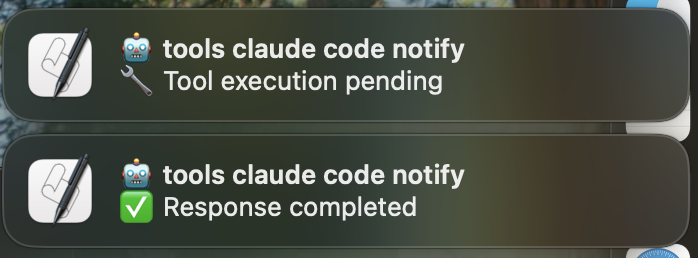 🤖 tools claude code notify
🔧 Tool execution pending
🤖 tools claude code notify
✅ Response completed